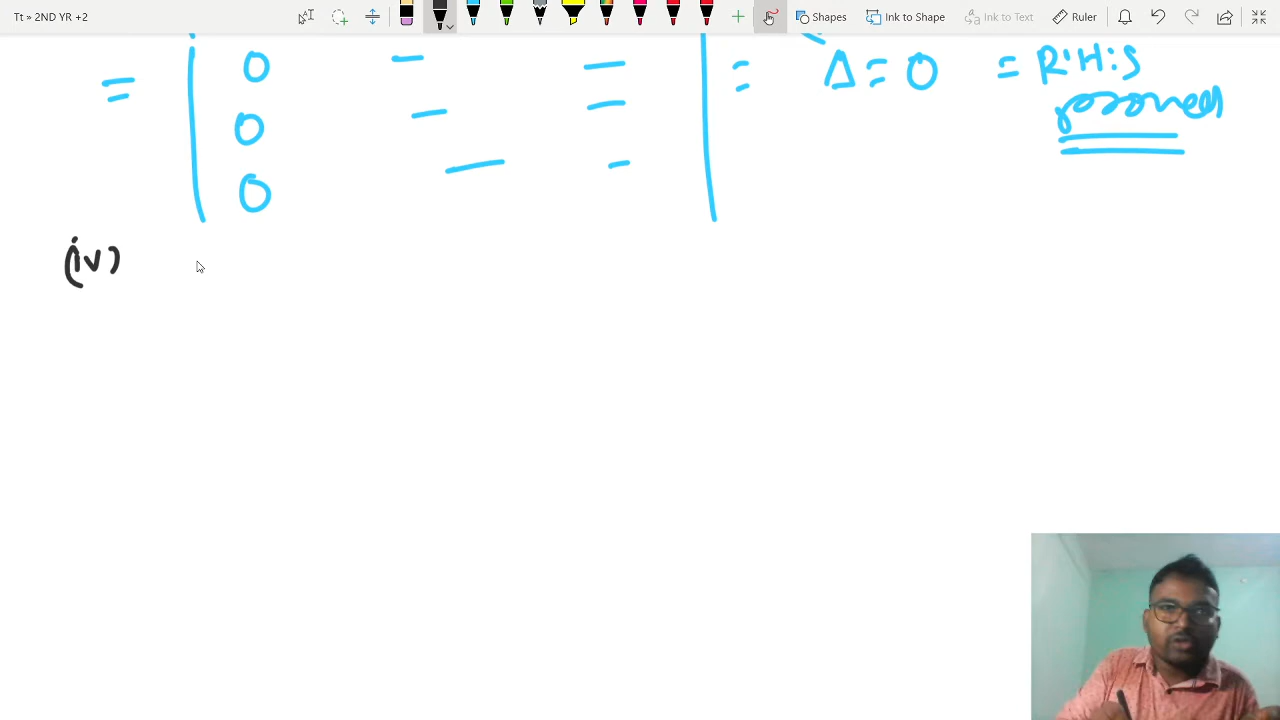 Tt » 2ND YR +2
Shapes
Ink to Shape
Ink to Text
Ruler
= | 0 — — | = Δ = 0 = R.H.S
0 — — proved
0 — -
(iv)